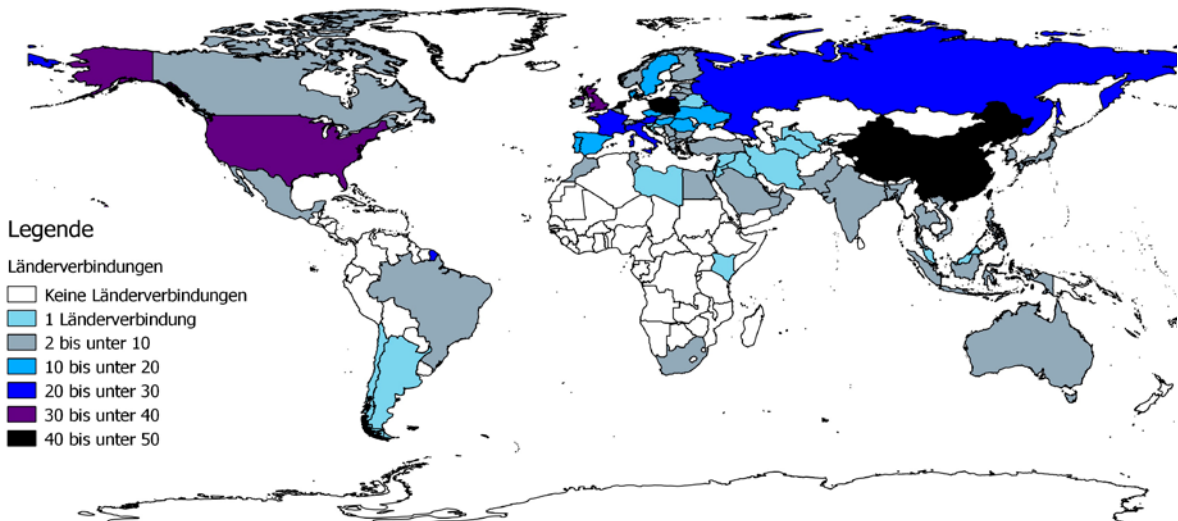 Legende
Länderverbindungen
Keine Länderverbindungen
1 Länderverbindung
2 bis unter 10
10 bis unter 20
20 bis unter 30
30 bis unter 40
40 bis unter 50